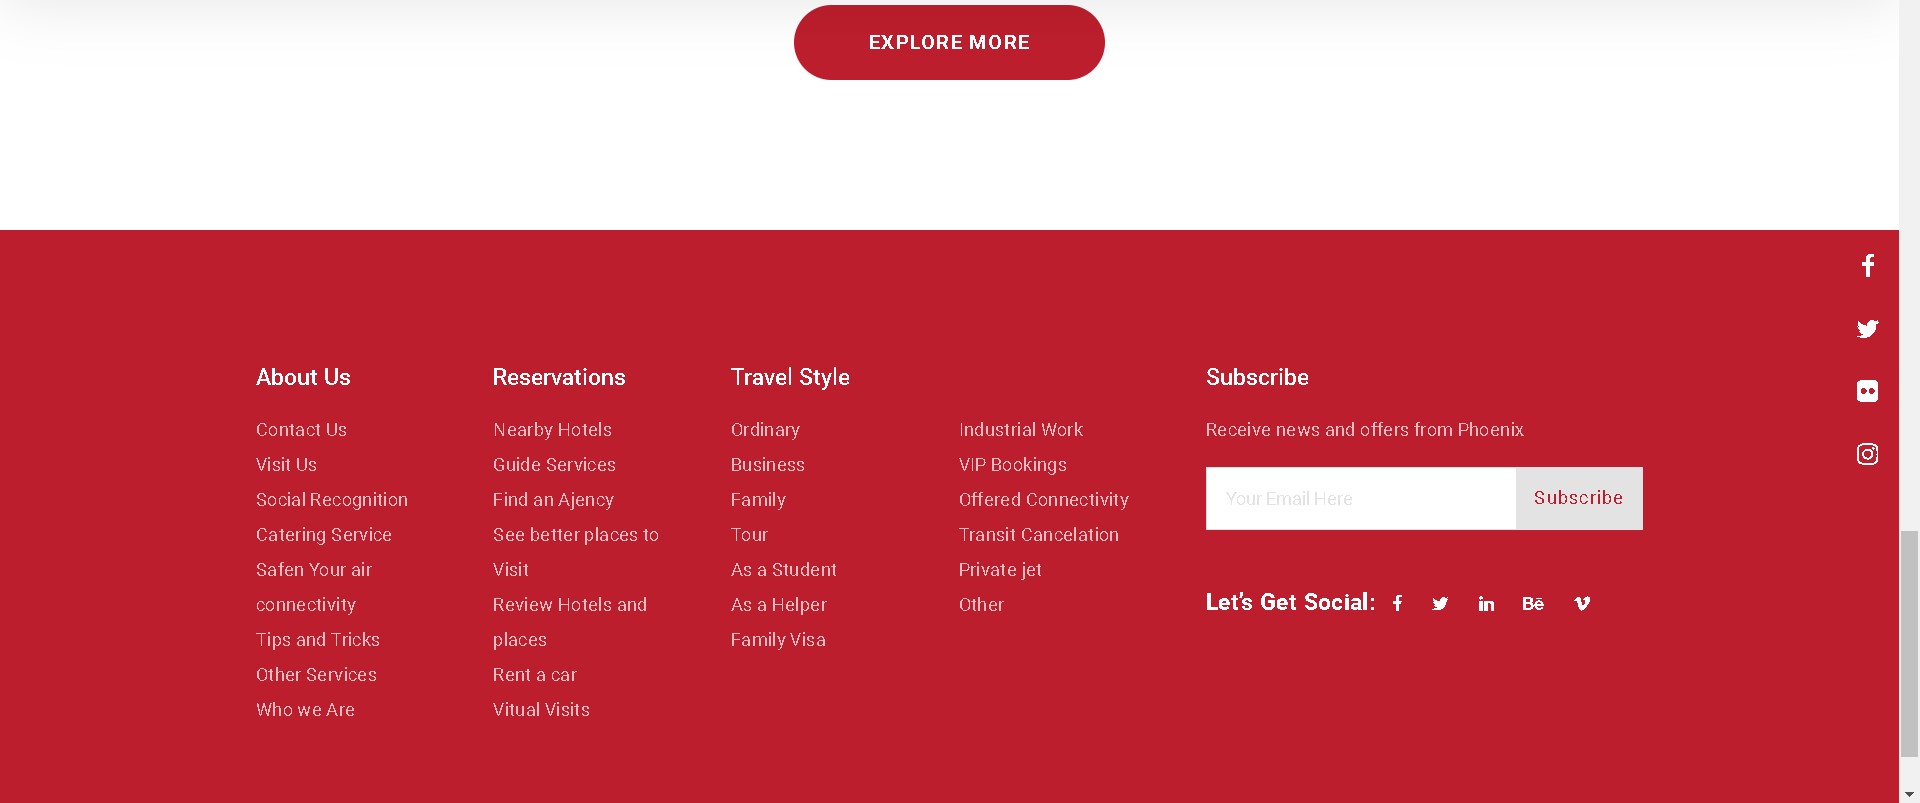 EXPLORE MORE
About Us
Contact Us
Visit Us
Social Recognition
Catering Service
Safen Your air
connectivity
Tips and Tricks
Other Services
Who we Are
Reservations
Nearby Hotels
Guide Services
Find an Ajency
See better places to
Visit
Review Hotels and
places
Rent a car
Vitual Visits
Travel Style
Ordinary
Business
Family
Tour
As a Student
As a Helper
Family Visa
Industrial Work
VIP Bookings
Offered Connectivity
Transit Cancelation
Private jet
Other
Subscribe
Receive news and offers from Phoenix
Your Email Here
Subscribe
Let's Get Social: